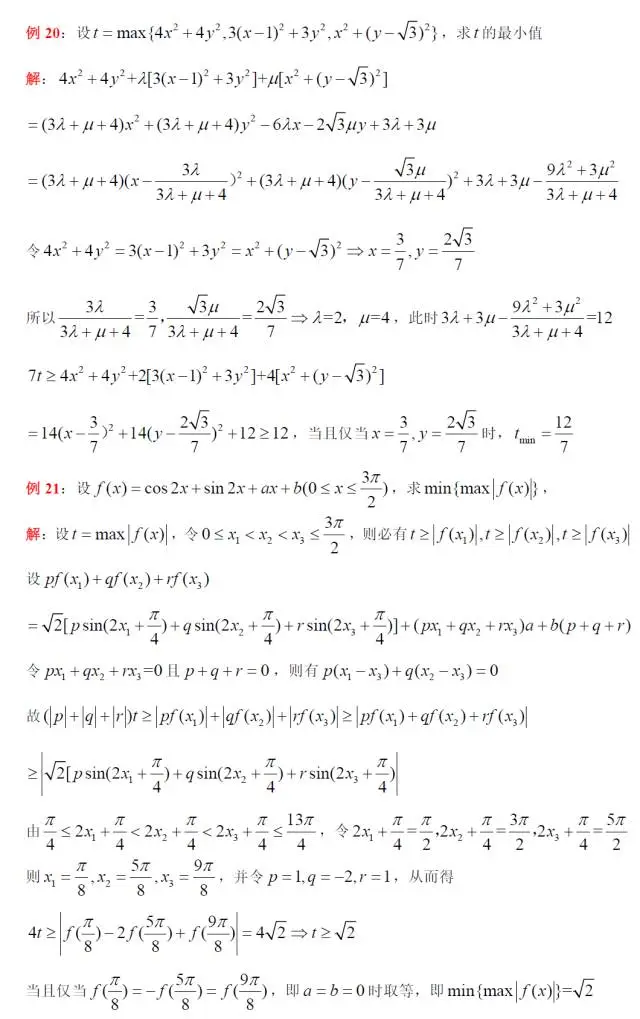 例 20：设 t = max{4x² + 4y², 3(x−1)² + 3y², x² + (y−√3)²}，求 t 的最小值
解：4x² + 4y² + λ[3(x−1)² + 3y²] + μ[x² + (y−√3)²]
= (3λ + μ + 4)x² + (3λ + μ + 4)y² − 6λx − 2√3μy + 3λ + 3μ
= (3λ + μ + 4)(x − 3λ/(3λ + μ + 4))² + (3λ + μ + 4)(y − √3μ/(3λ + μ + 4))² + 3λ + 3μ − (9λ² + 3μ²)/(3λ + μ + 4)
令 4x² + 4y² = 3(x−1)² + 3y² = x² + (y−√3)² ⇒ x = 3/7, y = 2√3/7
所以 3λ/(3λ + μ + 4) = 3/7，√3μ/(3λ + μ + 4) = 2√3/7 ⇒ λ=2，μ=4，此时 3λ + 3μ − (9λ² + 3μ²)/(3λ + μ + 4) = 12
7t ≥ 4x² + 4y² + 2[3(x−1)² + 3y²] + 4[x² + (y−√3)²]
= 14(x − 3/7)² + 14(y − 2√3/7)² + 12 ≥ 12，当且仅当 x = 3/7, y = 2√3/7 时，t_min = 12/7
例 21：设 f(x) = cos 2x + sin 2x + ax + b(0 ≤ x ≤ 3π/2)，求 min{max|f(x)|}，
解：设 t = max|f(x)|，令 0 ≤ x₁ < x₂ < x₃ ≤ 3π/2，则必有 t ≥ |f(x₁)|, t ≥ |f(x₂)|, t ≥ |f(x₃)|
设 pf(x₁) + qf(x₂) + rf(x₃)
= √2[p sin(2x₁ + π/4) + q sin(2x₂ + π/4) + r sin(2x₃ + π/4)] + (px₁ + qx₂ + rx₃)a + b(p + q + r)
令 px₁ + qx₂ + rx₃=0 且 p + q + r = 0，则有 p(x₁ − x₃) + q(x₂ − x₃) = 0
故 (|p| + |q| + |r|)t ≥ |pf(x₁)| + |qf(x₂)| + |rf(x₃)| ≥ |pf(x₁) + qf(x₂) + rf(x₃)|
≥ |√2[p sin(2x₁ + π/4) + q sin(2x₂ + π/4) + r sin(2x₃ + π/4)|
由 π/4 ≤ 2x₁ + π/4 < 2x₂ + π/4 < 2x₃ + π/4 ≤ 13π/4，令 2x₁ + π/4 = π/2，2x₂ + π/4 = 3π/2，2x₃ + π/4 = 5π/2
则 x₁ = π/8, x₂ = 5π/8, x₃ = 9π/8，并令 p = 1, q = −2, r = 1，从而得
4t ≥ |f(π/8) − 2f(5π/8) + f(9π/8)| = 4√2 ⇒ t ≥ √2
当且仅当 f(π/8) = −f(5π/8) = f(9π/8)，即 a = b = 0 时取等，即 min{max|f(x)|}=√2